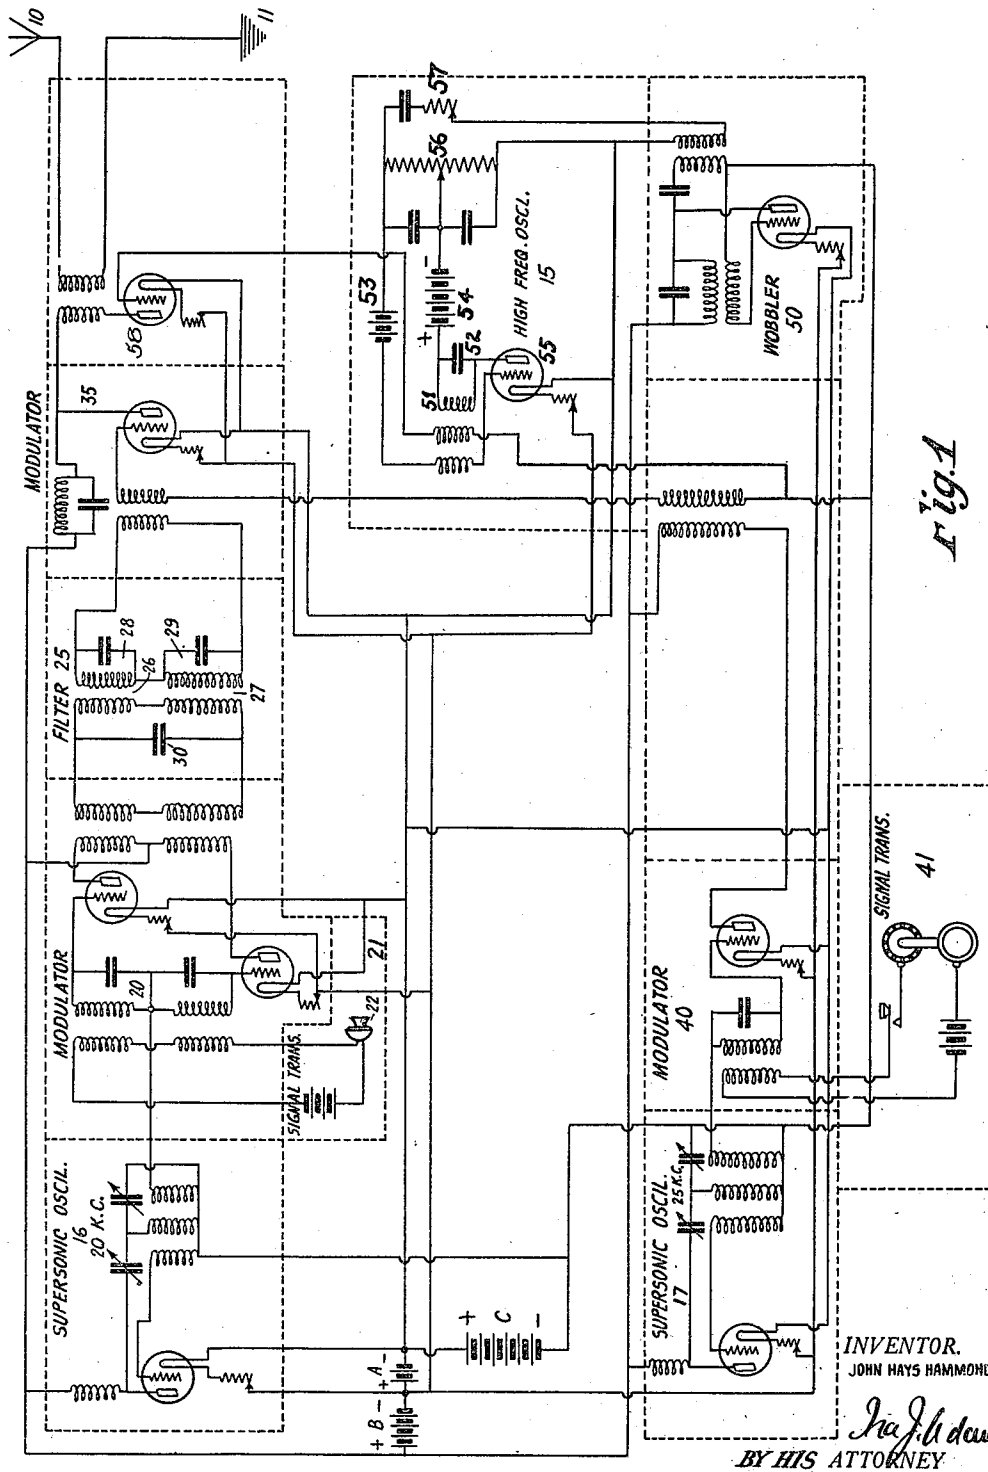 10
11
MODULATOR
35
58
53
54
+
-
56
57
52
51
55
HIGH FREQ. OSCL.
15
WOBBLER
50
Fig.1
FILTER 25
28
29
26
27
30
MODULATOR
20
21
22
SIGNAL TRANS.
SUPERSONIC OSCIL.
16
20 K.C.
+ B -
+ A -
+ C -
MODULATOR
40
SIGNAL TRANS.
41
SUPERSONIC OSCIL.
17
25 K.C.
INVENTOR.
JOHN HAYS HAMMOND
BY HIS ATTORNEY